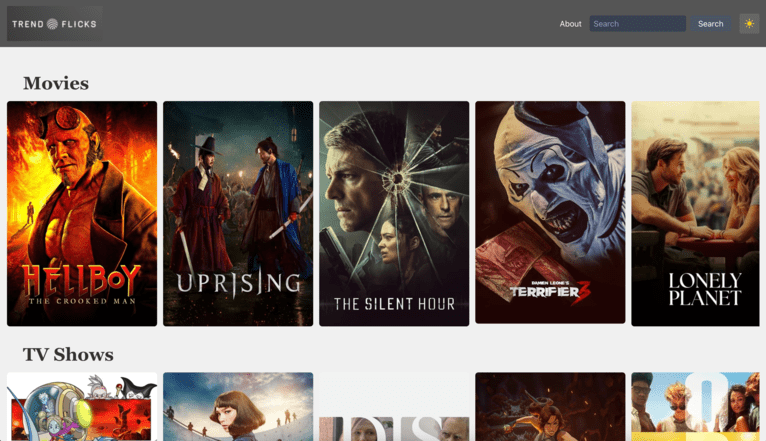 TREND FLICKS
About
Search
Search
Movies
HELLBOY
THE CROOKED MAN
UPRISING
THE SILENT HOUR
DAMIEN LEONE'S
TERRIFIER 3
LONELY
PLANET
TV Shows